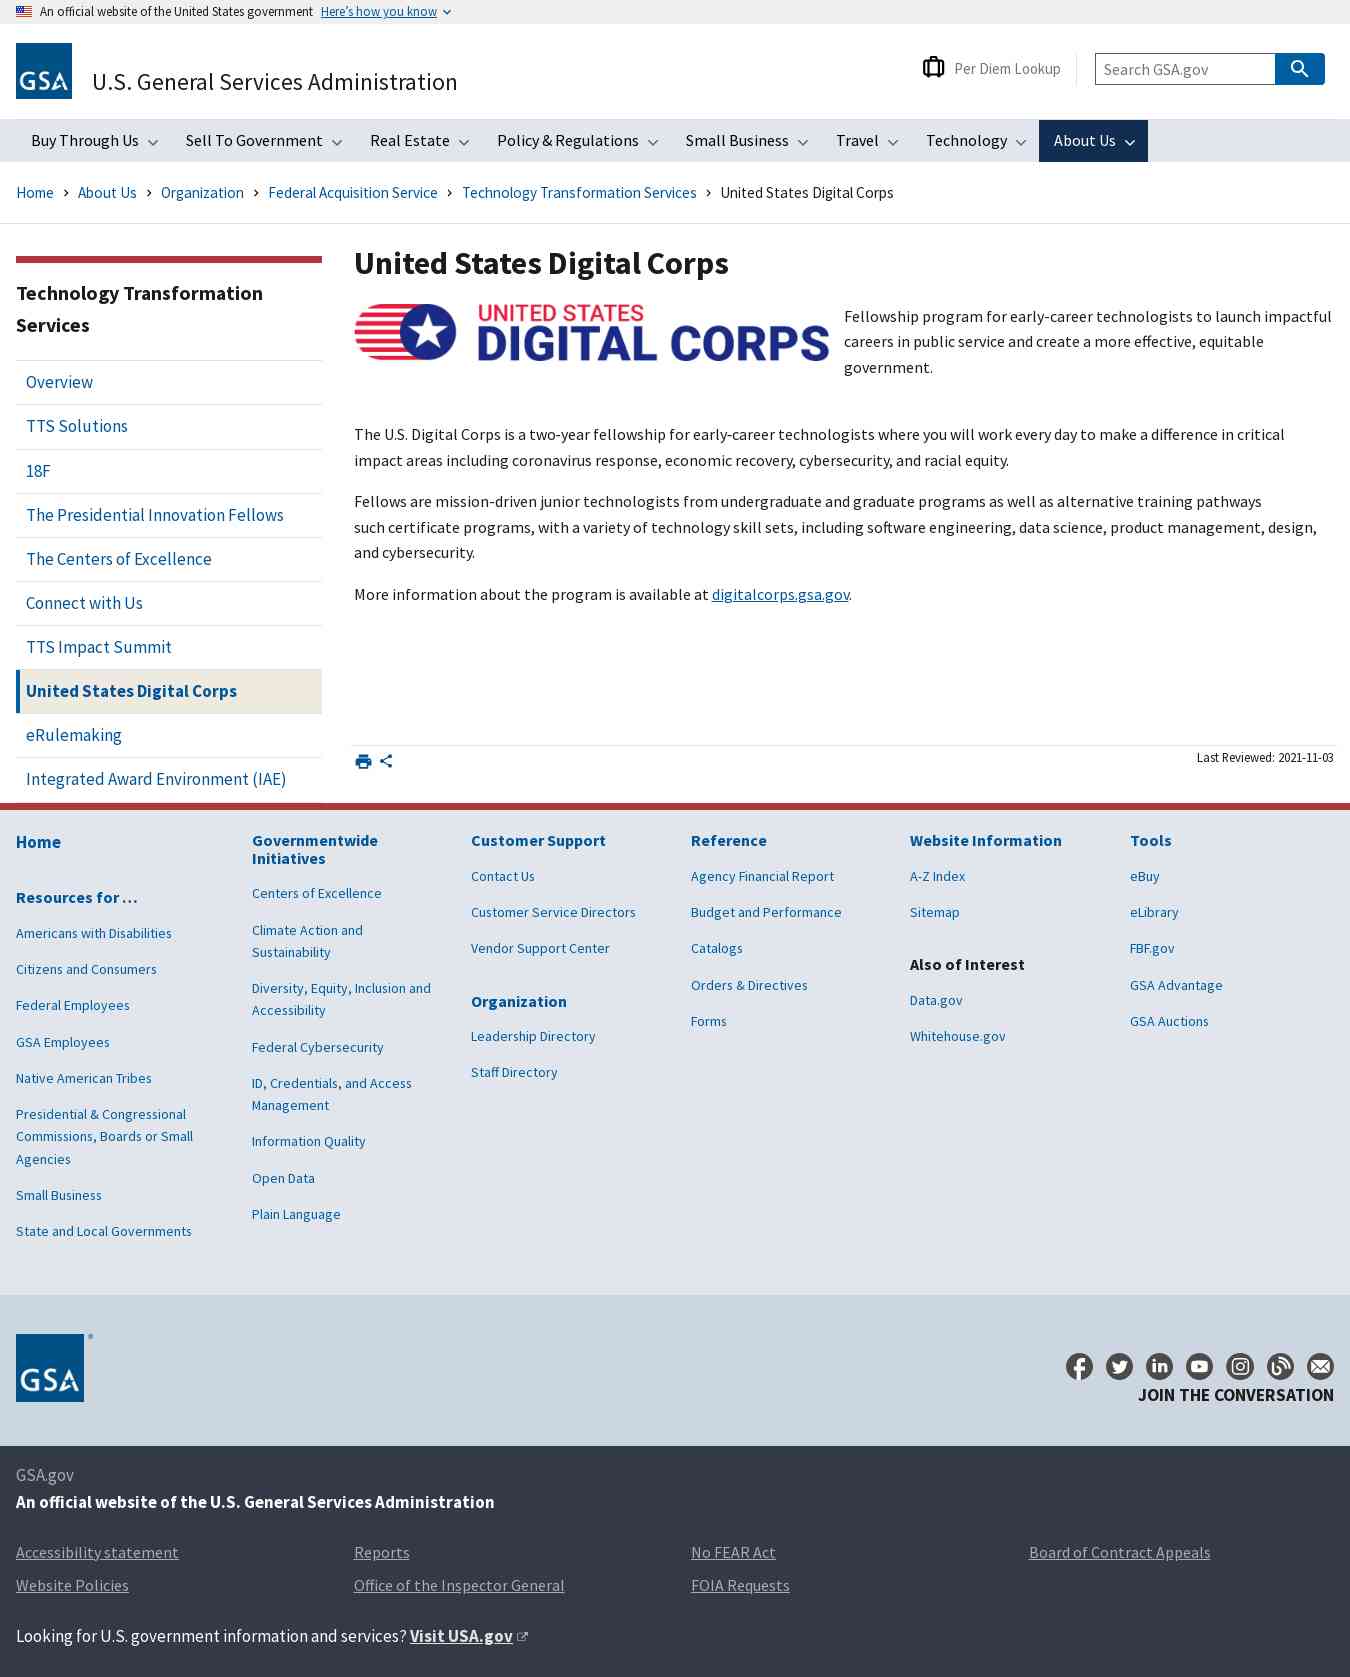 An official website of the United States government Here's how you know
GSA
U.S. General Services Administration
Per Diem Lookup
Search GSA.gov
Buy Through Us
Sell To Government
Real Estate
Policy & Regulations
Small Business
Travel
Technology
About Us
Home
About Us
Organization
Federal Acquisition Service
Technology Transformation Services
United States Digital Corps
Technology Transformation
Services
Overview
TTS Solutions
18F
The Presidential Innovation Fellows
The Centers of Excellence
Connect with Us
TTS Impact Summit
United States Digital Corps
eRulemaking
Integrated Award Environment (IAE)
United States Digital Corps
UNITED STATES
DIGITAL CORPS
Fellowship program for early-career technologists to launch impactful
careers in public service and create a more effective, equitable
government.
The U.S. Digital Corps is a two-year fellowship for early-career technologists where you will work every day to make a difference in critical
impact areas including coronavirus response, economic recovery, cybersecurity, and racial equity.
Fellows are mission-driven junior technologists from undergraduate and graduate programs as well as alternative training pathways
such certificate programs, with a variety of technology skill sets, including software engineering, data science, product management, design,
and cybersecurity.
More information about the program is available at digitalcorps.gsa.gov.
Last Reviewed: 2021-11-03
Home
Resources for …
Americans with Disabilities
Citizens and Consumers
Federal Employees
GSA Employees
Native American Tribes
Presidential & Congressional
Commissions, Boards or Small
Agencies
Small Business
State and Local Governments
Governmentwide
Initiatives
Centers of Excellence
Climate Action and
Sustainability
Diversity, Equity, Inclusion and
Accessibility
Federal Cybersecurity
ID, Credentials, and Access
Management
Information Quality
Open Data
Plain Language
Customer Support
Contact Us
Customer Service Directors
Vendor Support Center
Organization
Leadership Directory
Staff Directory
Reference
Agency Financial Report
Budget and Performance
Catalogs
Orders & Directives
Forms
Website Information
A-Z Index
Sitemap
Also of Interest
Data.gov
Whitehouse.gov
Tools
eBuy
eLibrary
FBF.gov
GSA Advantage
GSA Auctions
GSA
JOIN THE CONVERSATION
GSA.gov
An official website of the U.S. General Services Administration
Accessibility statement
Reports
No FEAR Act
Board of Contract Appeals
Website Policies
Office of the Inspector General
FOIA Requests
Looking for U.S. government information and services? Visit USA.gov